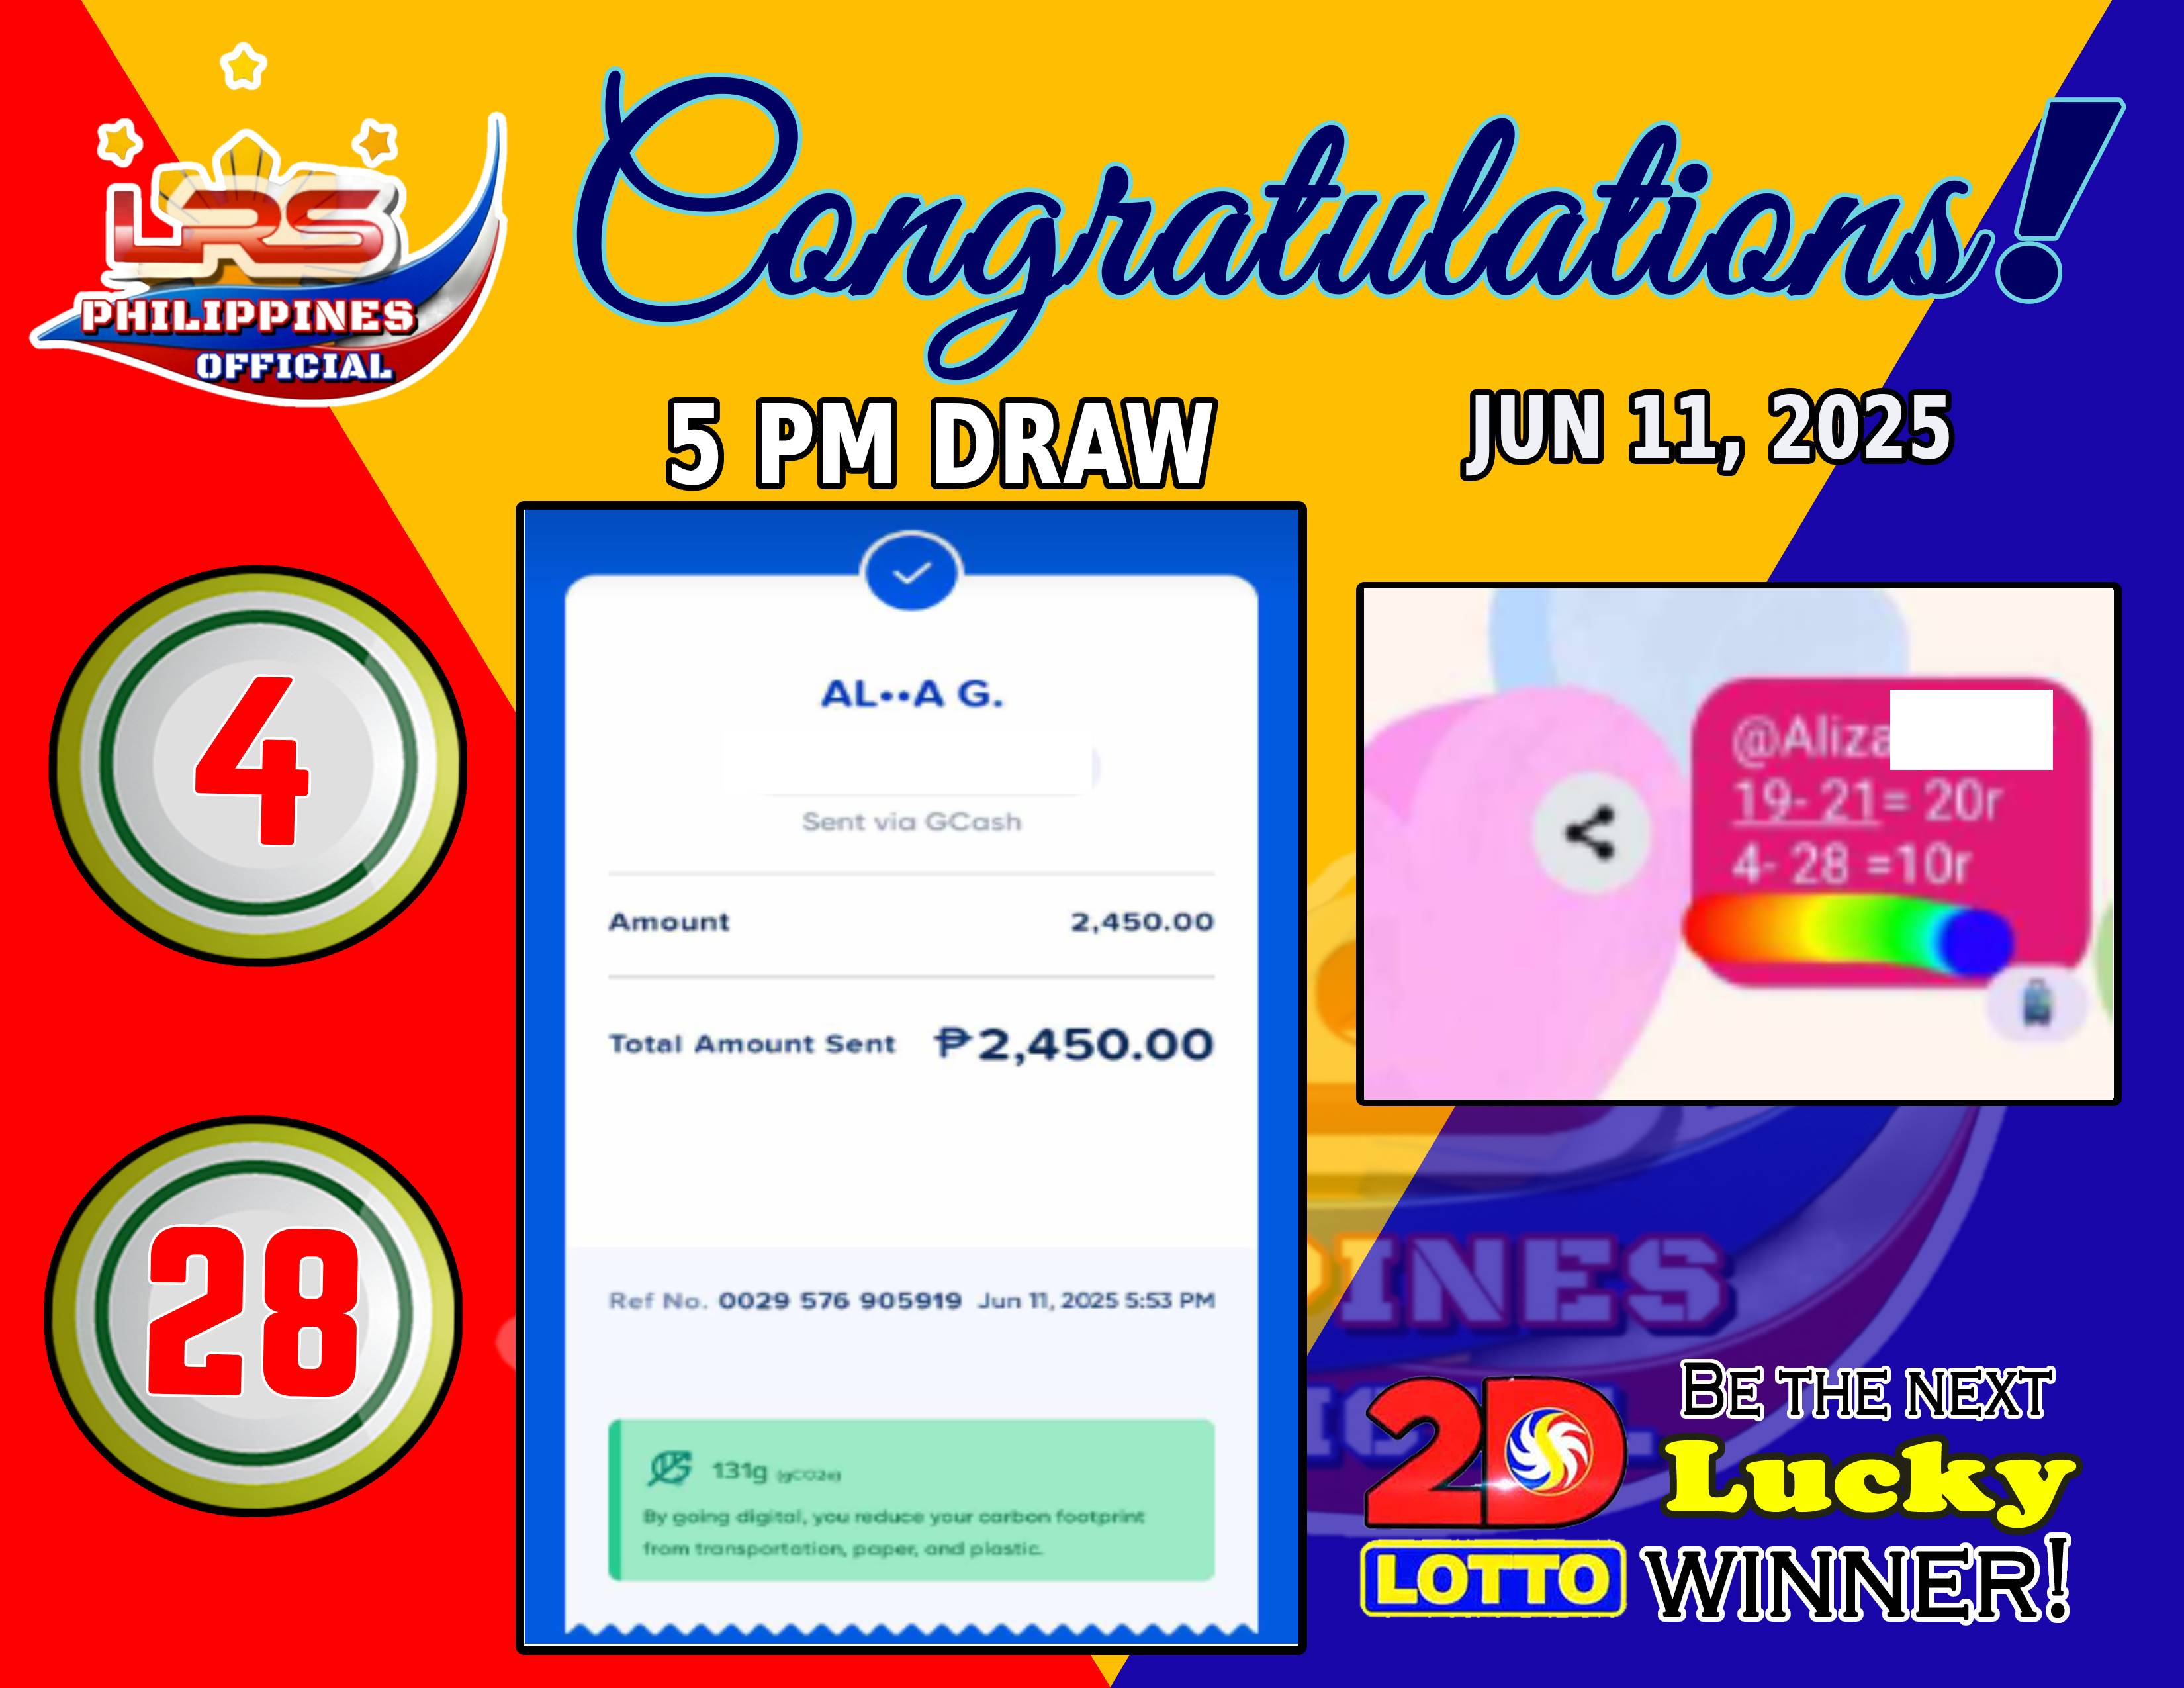 LRS
PHILIPPINES
OFFICIAL
Congratulations!
5 PM DRAW
JUN 11, 2025
4
28
AL••A G.
Sent via GCash
Amount 2,450.00
Total Amount Sent ₱2,450.00
Ref No. 0029 576 905919 Jun 11, 2025 5:53 PM
131g (gCO2e)
By going digital, you reduce your carbon footprint
from transportation, paper, and plastic.
@Aliza
19- 21= 20r
4- 28 =10r
PINES
2D
LOTTO
BE THE NEXT
Lucky
WINNER!